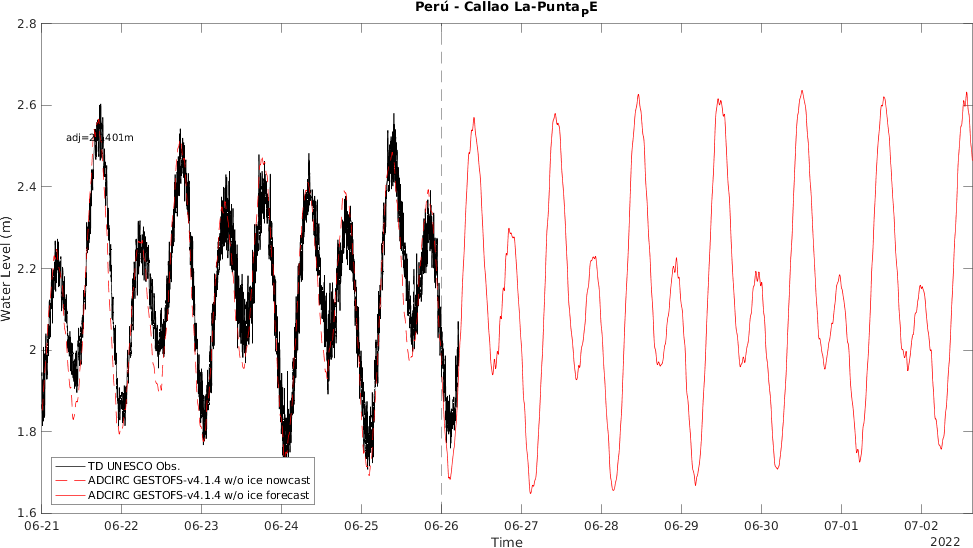 Perú - Callao La-PuntaPE
2.8
2.6
2.4
2.2
2
1.8
1.6
Water Level (m)
TD UNESCO Obs.
ADCIRC GESTOFS-v4.1.4 w/o ice nowcast
ADCIRC GESTOFS-v4.1.4 w/o ice forecast
06-21 06-22 06-23 06-24 06-25 06-26 06-27 06-28 06-29 06-30 07-01 07-02
Time
2022